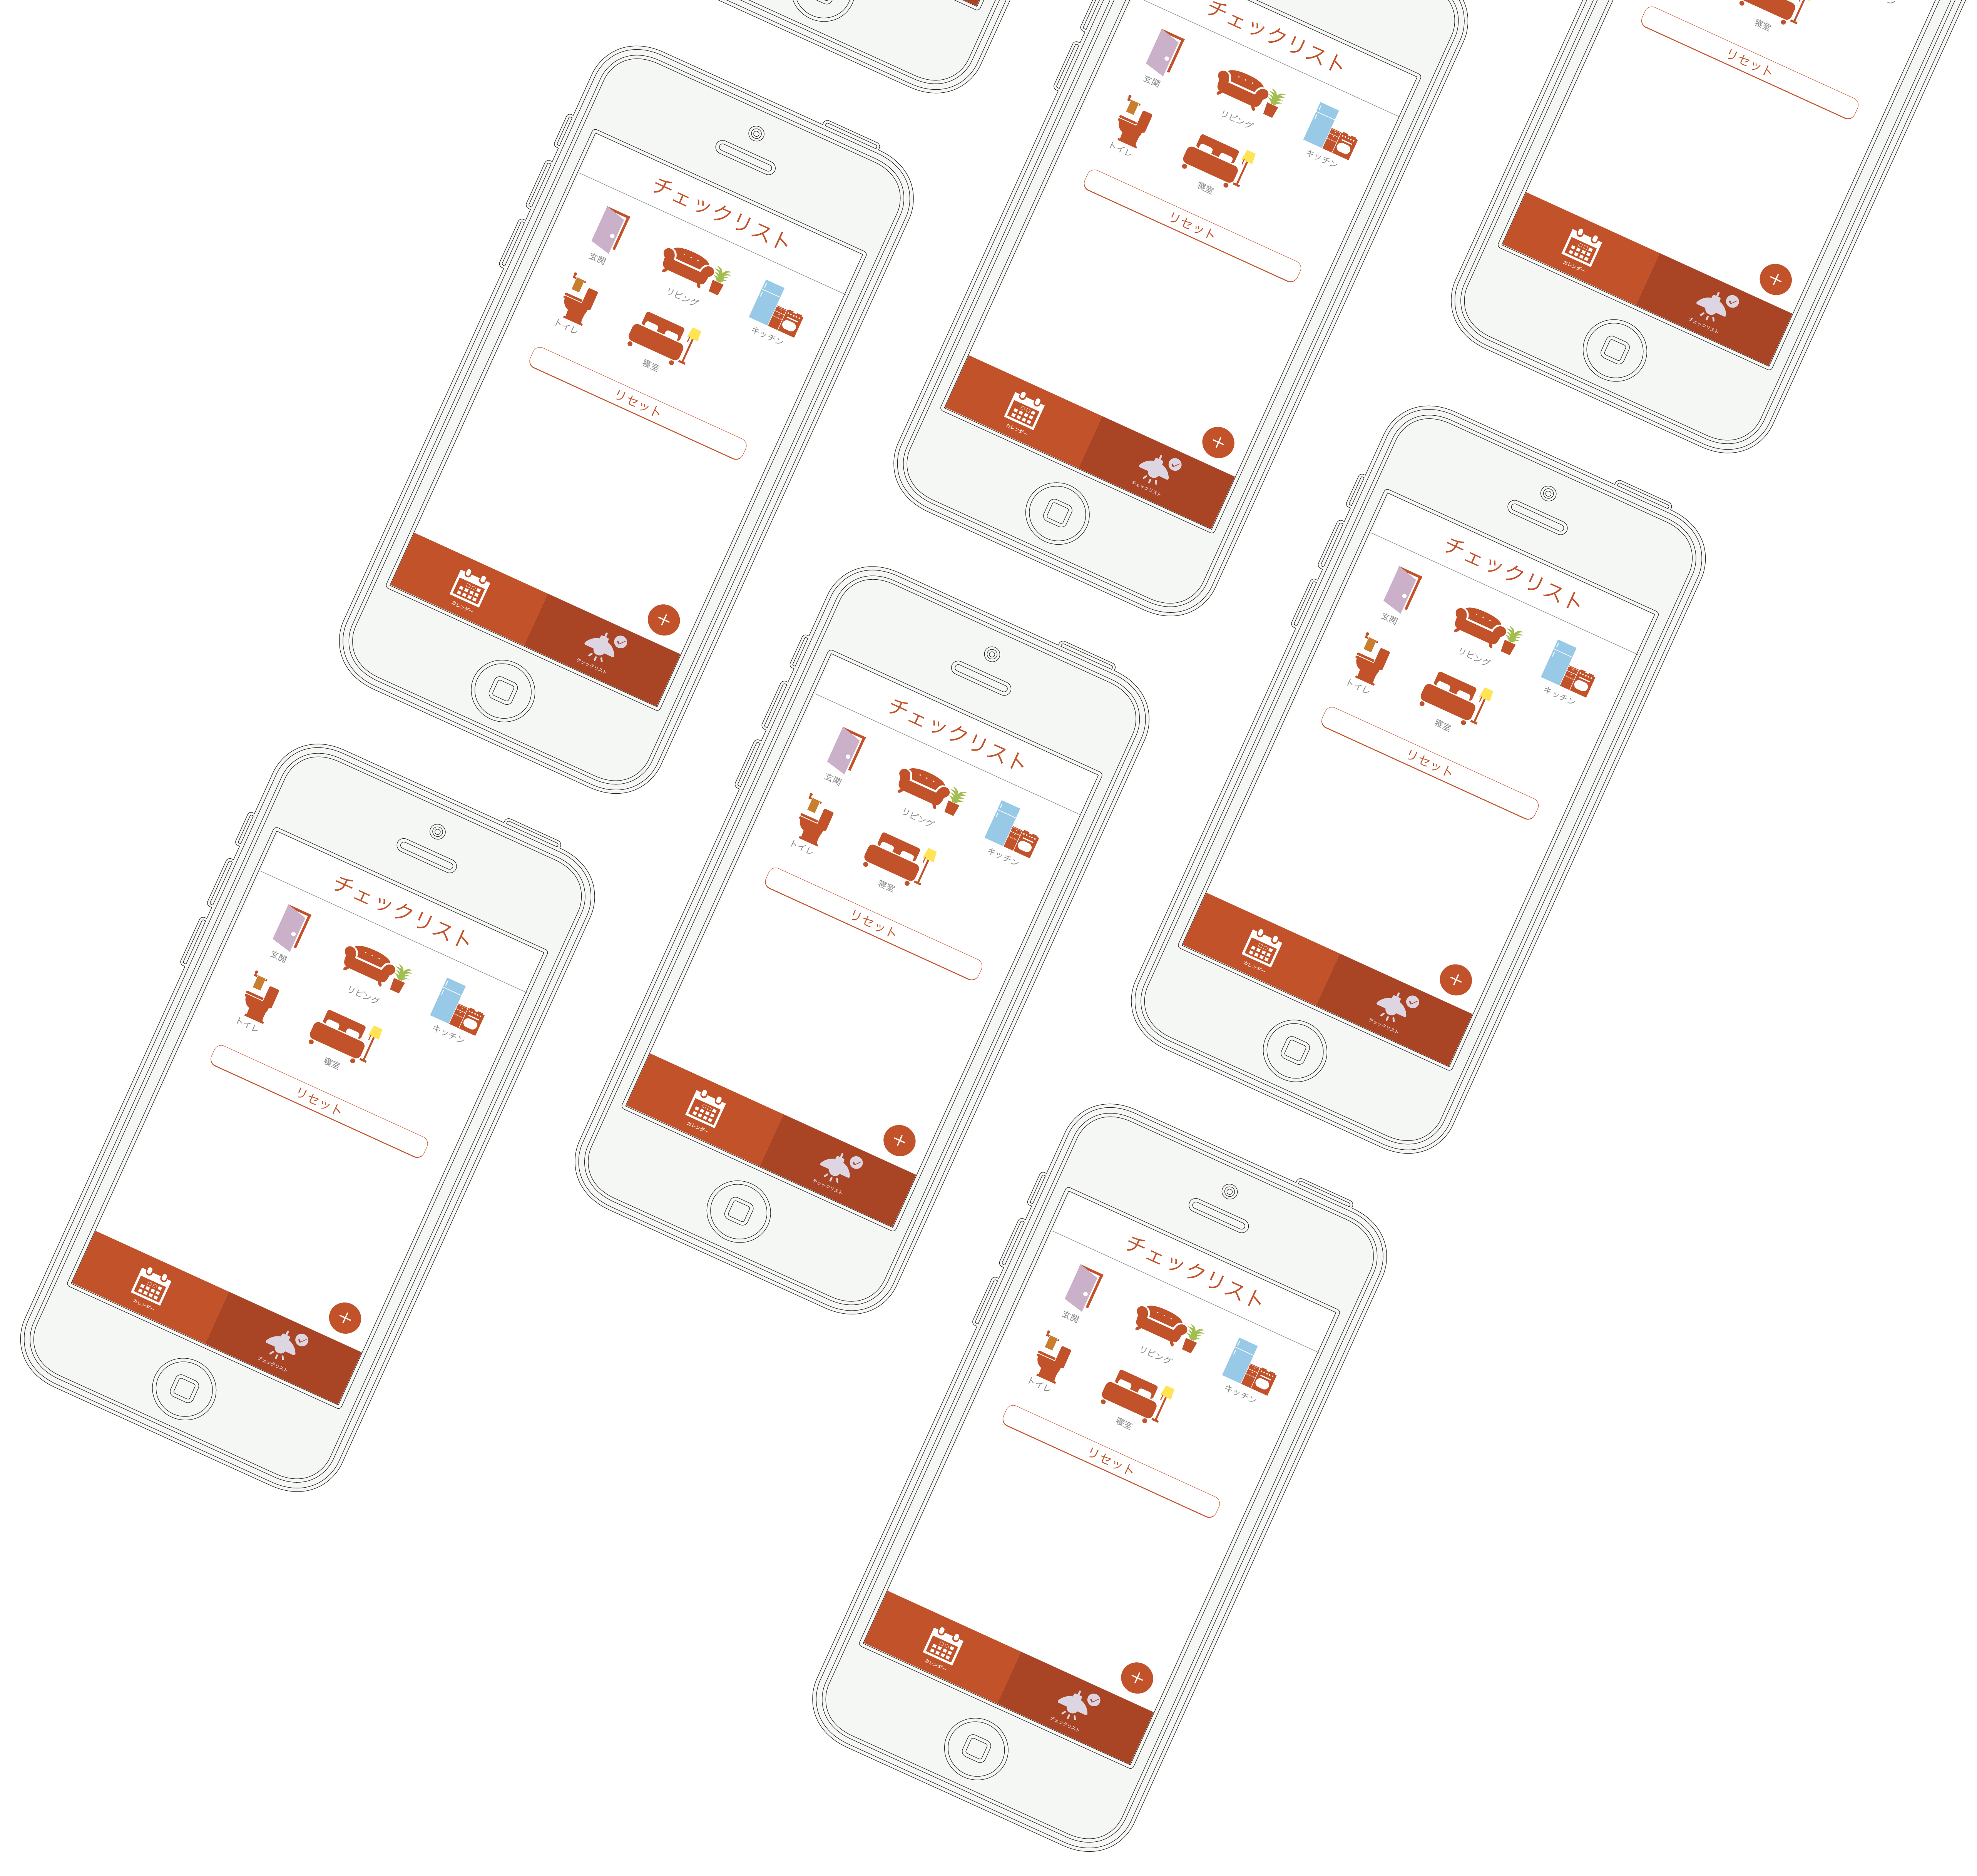 チェックリスト
玄関
リビング
キッチン
トイレ
寝室
リセット
カレンダー
チェックリスト
寝室
リセット
カレンダー
チェックリスト
チェックリスト
玄関
リビング
キッチン
トイレ
寝室
リセット
カレンダー
チェックリスト
チェックリスト
玄関
リビング
キッチン
トイレ
寝室
リセット
カレンダー
チェックリスト
チェックリスト
玄関
リビング
キッチン
トイレ
寝室
リセット
カレンダー
チェックリスト
チェックリスト
玄関
リビング
キッチン
トイレ
寝室
リセット
カレンダー
チェックリスト
チェックリスト
玄関
リビング
キッチン
トイレ
寝室
リセット
カレンダー
チェックリスト